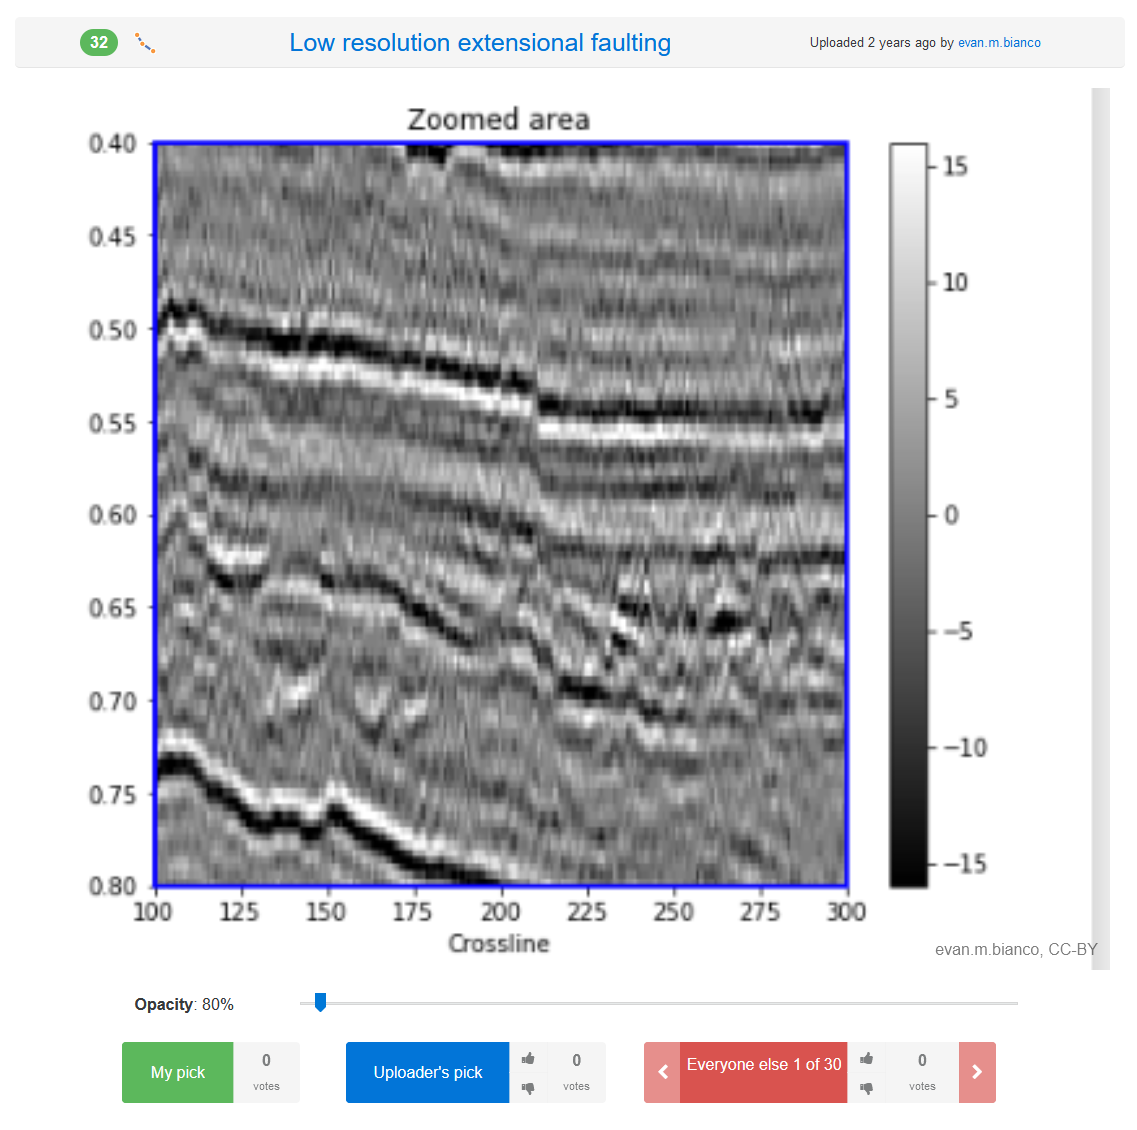 32 Low resolution extensional faulting Uploaded 2 years ago by evan.m.bianco
Zoomed area
0.40
0.45
0.50
0.55
0.60
0.65
0.70
0.75
0.80
100 125 150 175 200 225 250 275 300
Crossline
15
10
5
0
−5
−10
−15
evan.m.bianco, CC-BY
Opacity: 80%
My pick 0 votes Uploader's pick 0 votes Everyone else 1 of 30 0 votes